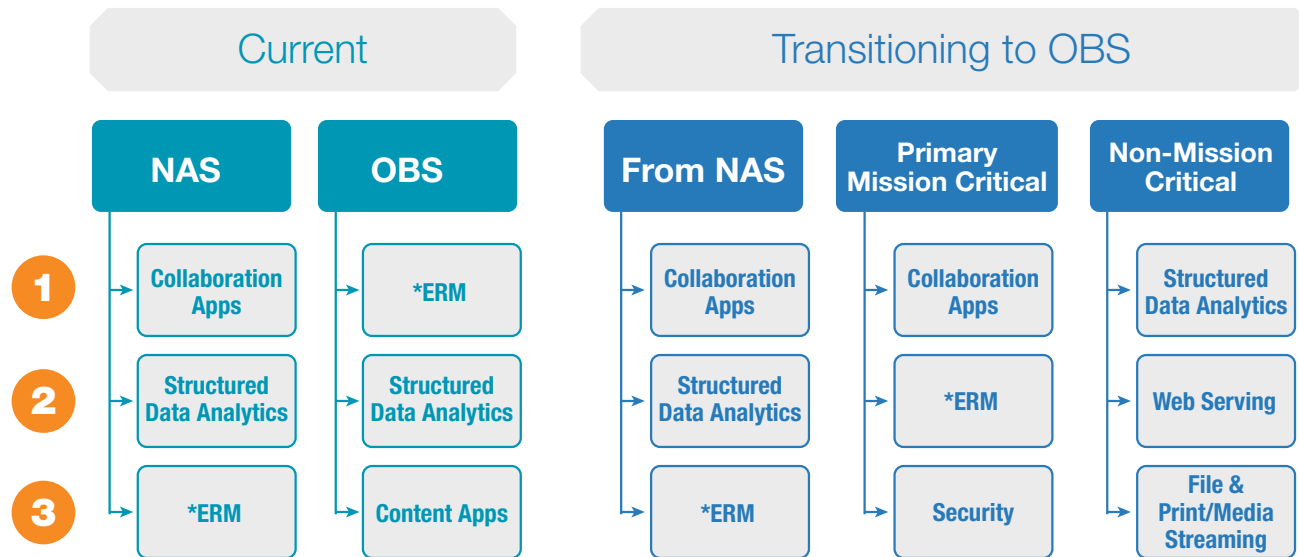 Current
Transitioning to OBS
NAS
OBS
From NAS
Primary
Mission Critical
Non-Mission
Critical
1
Collaboration
Apps
*ERM
Collaboration
Apps
Collaboration
Apps
Structured
Data Analytics
2
Structured
Data Analytics
Structured
Data Analytics
Structured
Data Analytics
*ERM
Web Serving
3
*ERM
Content Apps
*ERM
Security
File &
Print/Media
Streaming